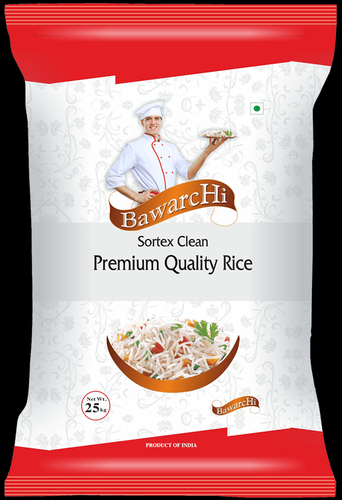 BawarcHi
Sortex Clean
Premium Quality Rice
Net Wt.
25kg
BawarcHi
PRODUCT OF INDIA